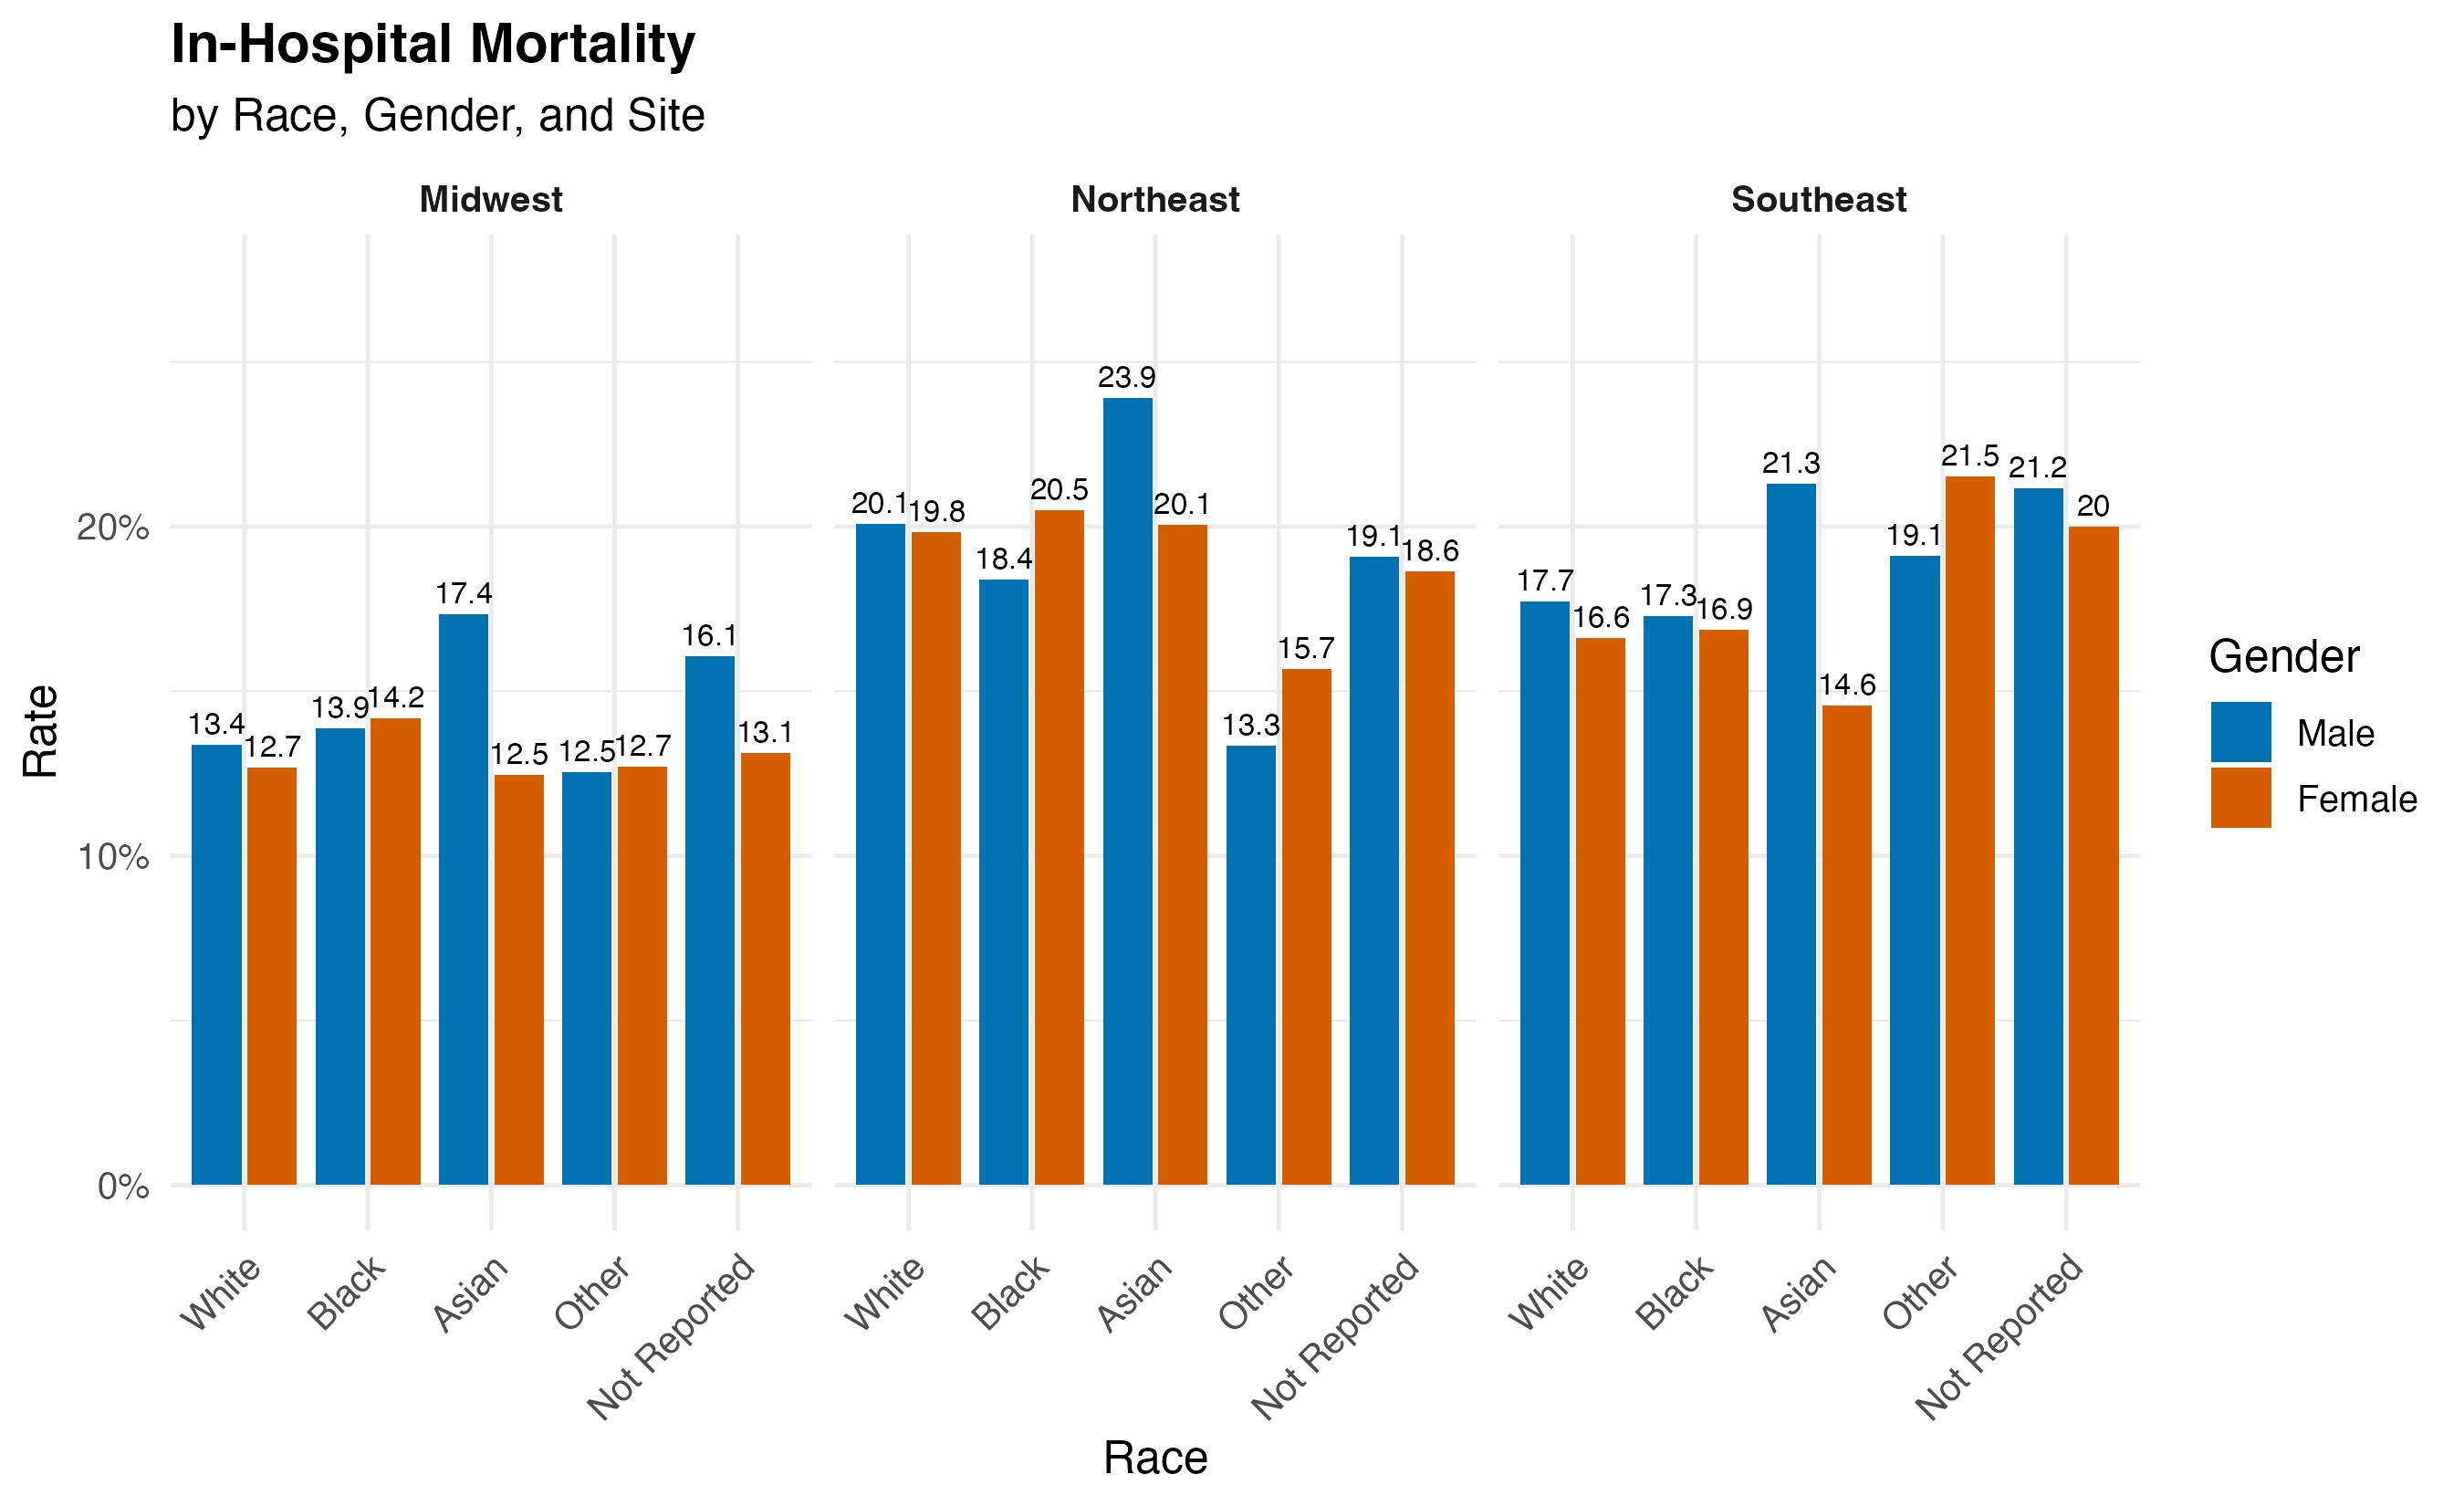 In-Hospital Mortality
by Race, Gender, and Site
Midwest
Northeast
Southeast
Rate
20%
10%
0%
13.4
12.7
13.9
14.2
17.4
12.5
12.5
12.7
16.1
13.1
20.1
19.8
18.4
20.5
23.9
20.1
13.3
15.7
19.1
18.6
17.7
16.6
17.3
16.9
21.3
14.6
19.1
21.5
21.2
20
White
Black
Asian
Other
Not Reported
White
Black
Asian
Other
Not Reported
White
Black
Asian
Other
Not Reported
Race
Gender
Male
Female